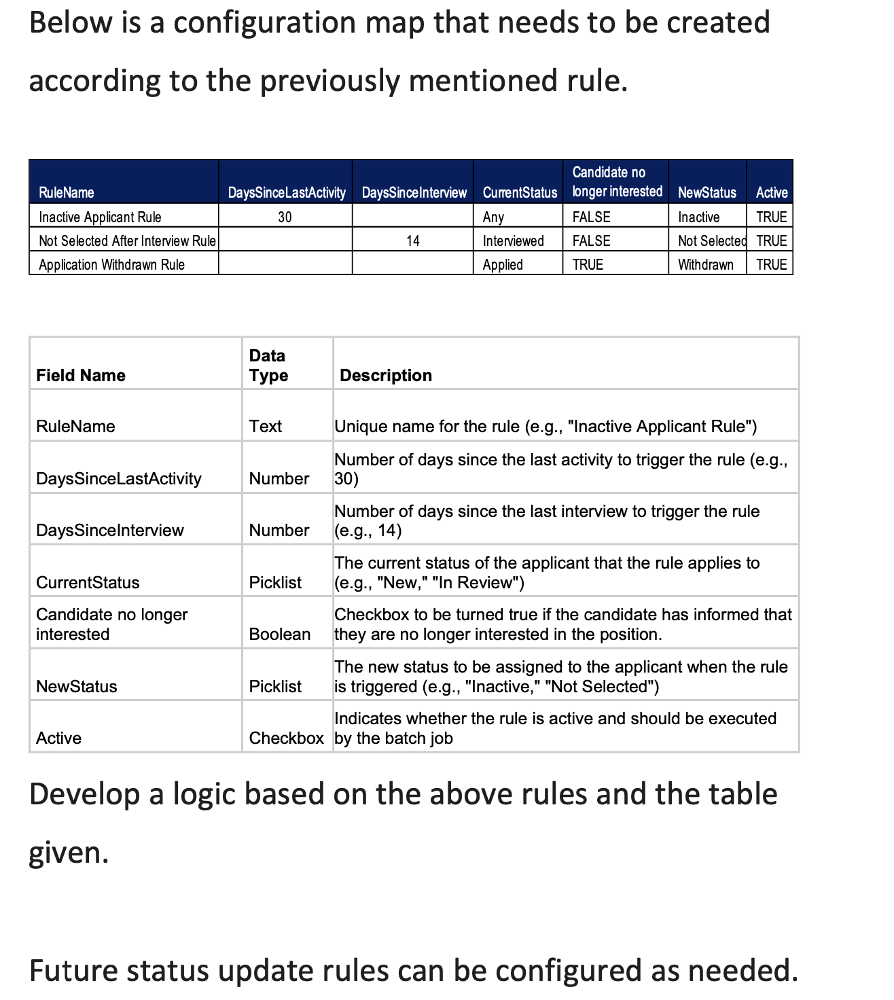 Below is a configuration map that needs to be created
according to the previously mentioned rule.
RuleName DaysSinceLastActivity DaysSinceInterview CurrentStatus Candidate no longer interested NewStatus Active
Inactive Applicant Rule 30 Any FALSE Inactive TRUE
Not Selected After Interview Rule 14 Interviewed FALSE Not Selected TRUE
Application Withdrawn Rule Applied TRUE Withdrawn TRUE
Field Name Data Type Description
RuleName Text Unique name for the rule (e.g., "Inactive Applicant Rule")
DaysSinceLastActivity Number Number of days since the last activity to trigger the rule (e.g.,
30)
DaysSinceInterview Number Number of days since the last interview to trigger the rule
(e.g., 14)
CurrentStatus Picklist The current status of the applicant that the rule applies to
(e.g., "New," "In Review")
Candidate no longer
interested Boolean Checkbox to be turned true if the candidate has informed that
they are no longer interested in the position.
NewStatus Picklist The new status to be assigned to the applicant when the rule
is triggered (e.g., "Inactive," "Not Selected")
Active Checkbox Indicates whether the rule is active and should be executed
by the batch job
Develop a logic based on the above rules and the table
given.
Future status update rules can be configured as needed.